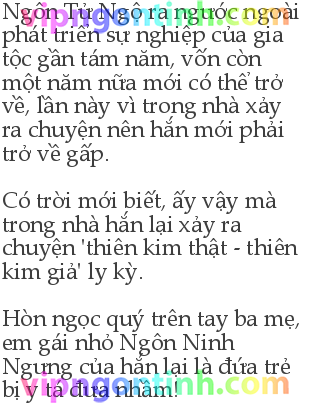 Ngôn Tử Ngô ra nước ngoài
phát triển sự nghiệp của gia
tộc gần tám năm, vốn còn
một năm nữa mới có thể trở
về, lần này vì trong nhà xảy
ra chuyện nên hắn mới phải
trở về gấp.
Có trời mới biết, ấy vậy mà
trong nhà hắn lại xảy ra
chuyện 'thiên kim thật - thiên
kim giả' ly kỳ.
Hòn ngọc quý trên tay ba mẹ,
em gái nhỏ Ngôn Ninh
Ngưng của hắn lại là đứa trẻ
bị y tá đưa nhầm!
vipngontinh.com
vipngontinh.com